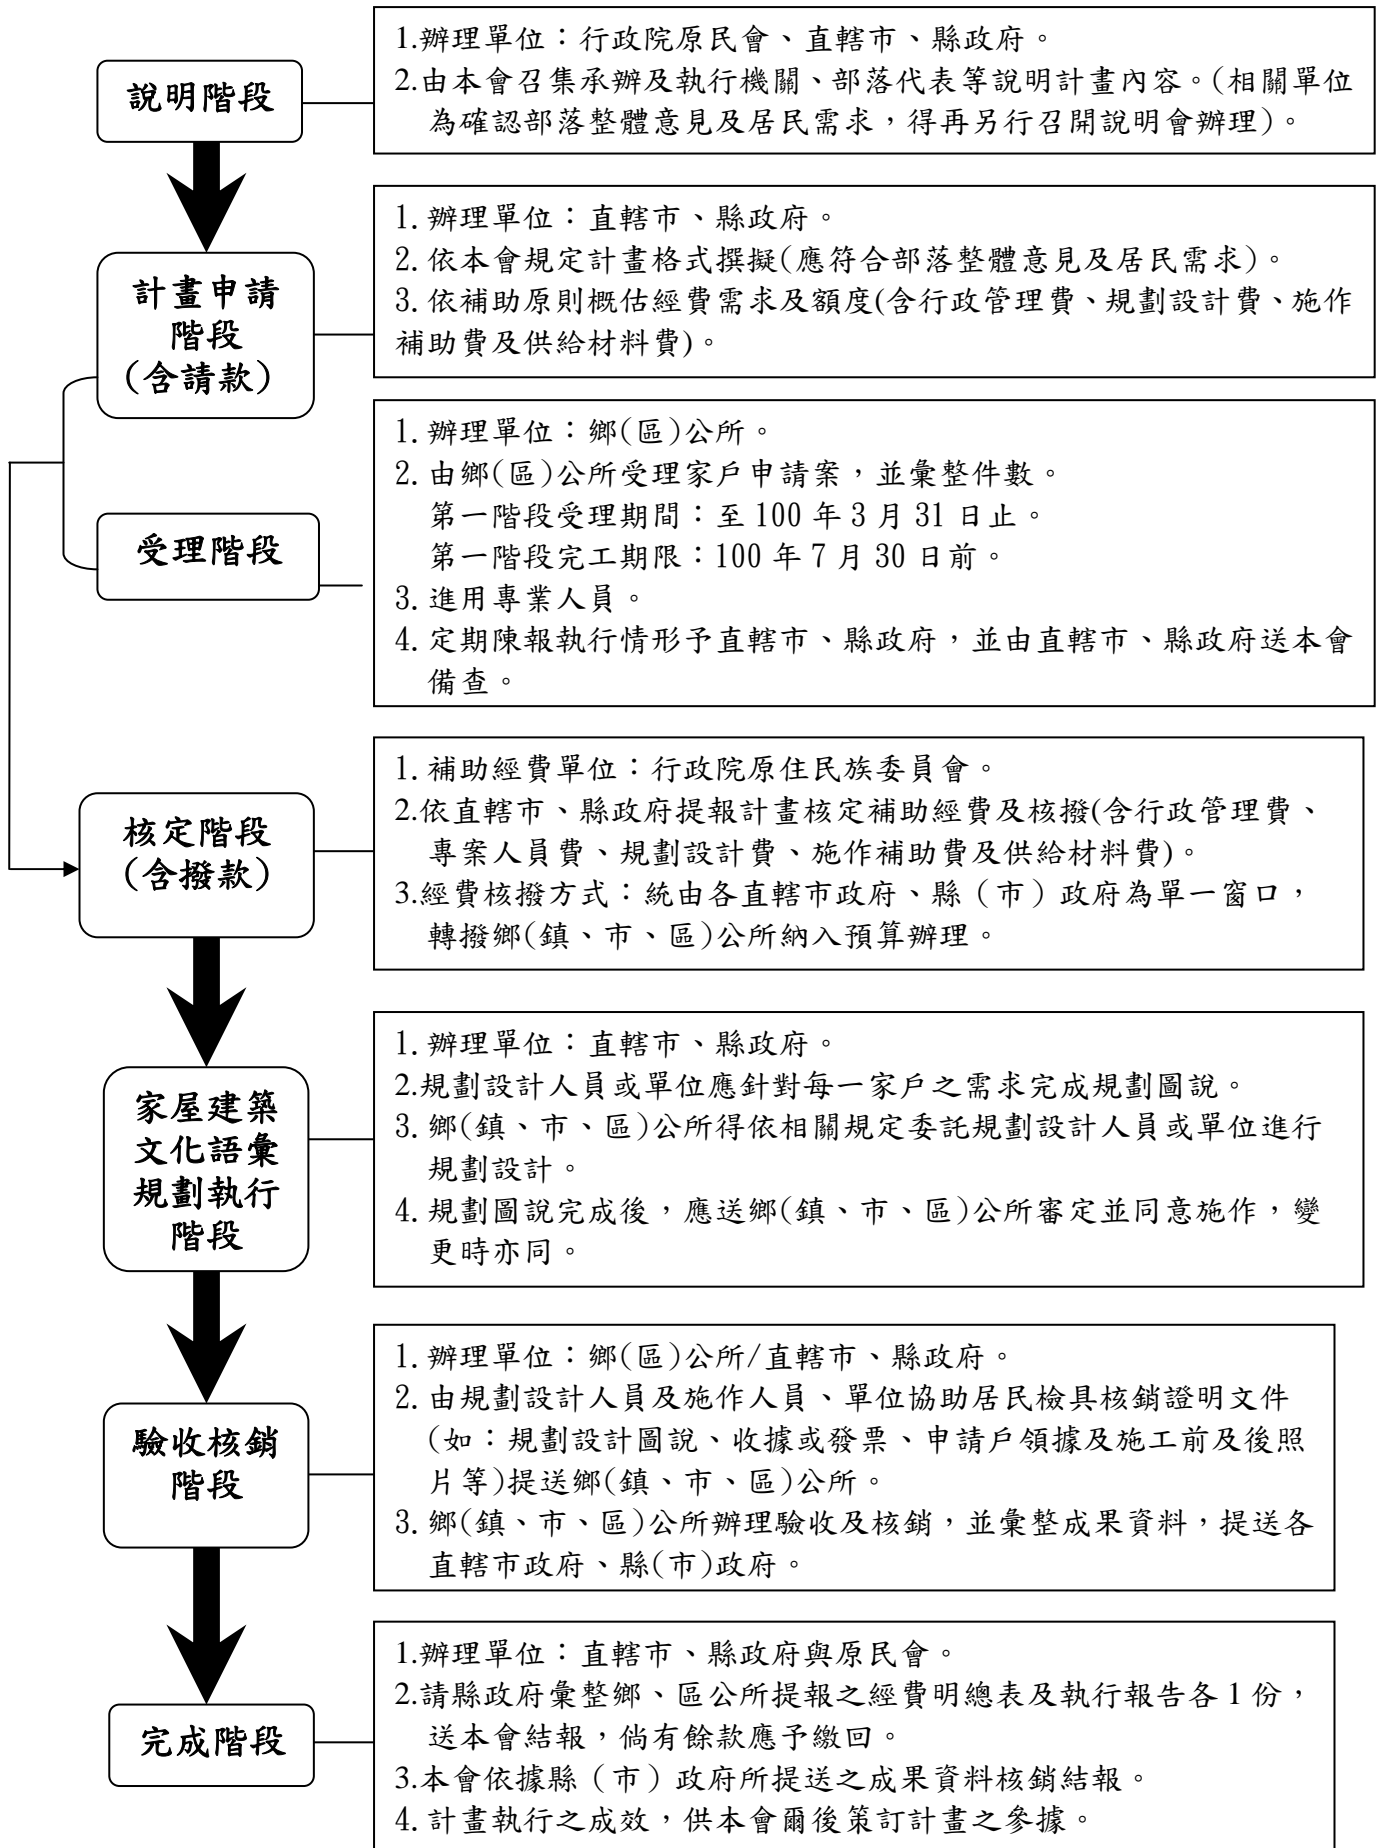 說明階段
1.辦理單位：行政院原民會、直轄市、縣政府。
2.由本會召集承辦及執行機關、部落代表等說明計畫內容。(相關單位
為確認部落整體意見及居民需求，得再另行召開說明會辦理)。
計畫申請
階段
(含請款)
1.辦理單位：直轄市、縣政府。
2.依本會規定計畫格式撰擬(應符合部落整體意見及居民需求)。
3.依補助原則概估經費需求及額度(含行政管理費、規劃設計費、施作
補助費及供給材料費)。
受理階段
1.辦理單位：鄉(區)公所。
2.由鄉(區)公所受理家戶申請案，並彙整件數。
第一階段受理期間：至 100 年 3 月 31 日止。
第一階段完工期限：100 年 7 月 30 日前。
3.進用專業人員。
4.定期陳報執行情形予直轄市、縣政府，並由直轄市、縣政府送本會
備查。
核定階段
(含撥款)
1.補助經費單位：行政院原住民族委員會。
2.依直轄市、縣政府提報計畫核定補助經費及核撥(含行政管理費、
專案人員費、規劃設計費、施作補助費及供給材料費)。
3.經費核撥方式：統由各直轄市政府、縣（市）政府為單一窗口，
轉撥鄉(鎮、市、區)公所納入預算辦理。
家屋建築
文化語彙
規劃執行
階段
1.辦理單位：直轄市、縣政府。
2.規劃設計人員或單位應針對每一家戶之需求完成規劃圖說。
3.鄉(鎮、市、區)公所得依相關規定委託規劃設計人員或單位進行
規劃設計。
4.規劃圖說完成後，應送鄉(鎮、市、區)公所審定並同意施作，變
更時亦同。
驗收核銷
階段
1.辦理單位：鄉(區)公所/直轄市、縣政府。
2.由規劃設計人員及施作人員、單位協助居民檢具核銷證明文件
(如：規劃設計圖說、收據或發票、申請戶領據及施工前及後照
片等)提送鄉(鎮、市、區)公所。
3.鄉(鎮、市、區)公所辦理驗收及核銷，並彙整成果資料，提送各
直轄市政府、縣(市)政府。
完成階段
1.辦理單位：直轄市、縣政府與原民會。
2.請縣政府彙整鄉、區公所提報之經費明總表及執行報告各 1 份，
送本會結報，倘有餘款應予繳回。
3.本會依據縣（市）政府所提送之成果資料核銷結報。
4.計畫執行之成效，供本會爾後策訂計畫之參據。